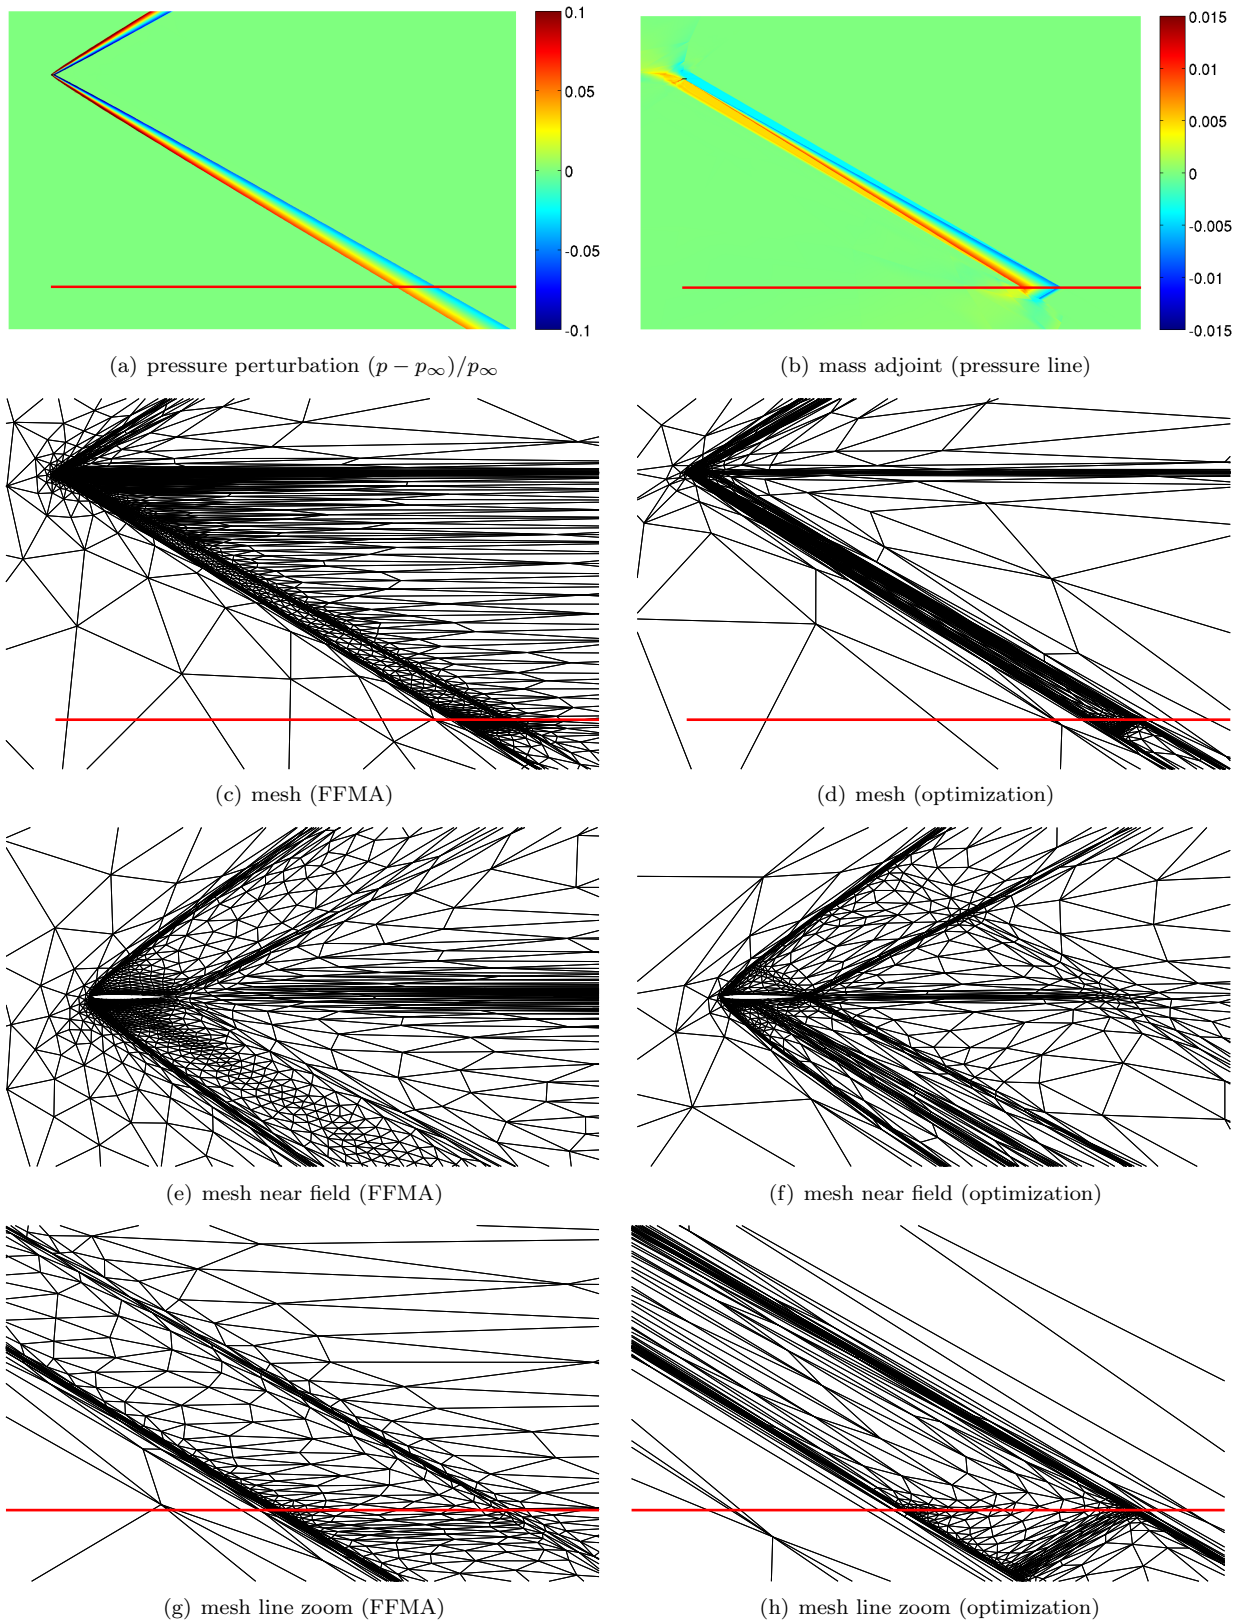 0.1
0.05
0
-0.05
-0.1
0.015
0.01
0.005
0
-0.005
-0.01
-0.015
(a) pressure perturbation (p − p∞)/p∞
(b) mass adjoint (pressure line)
(c) mesh (FFMA)
(d) mesh (optimization)
(e) mesh near field (FFMA)
(f) mesh near field (optimization)
(g) mesh line zoom (FFMA)
(h) mesh line zoom (optimization)